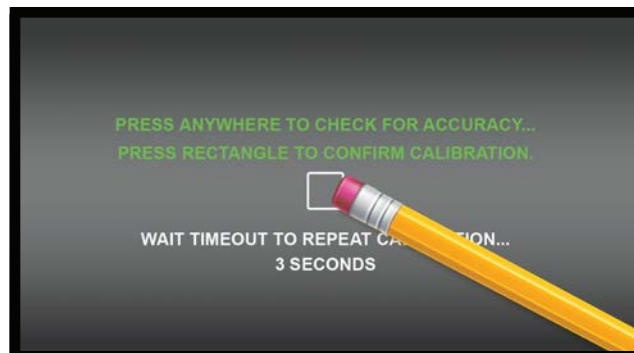 PRESS ANYWHERE TO CHECK FOR ACCURACY...
PRESS RECTANGLE TO CONFIRM CALIBRATION.
WAIT TIMEOUT TO REPEAT
3 SECONDS